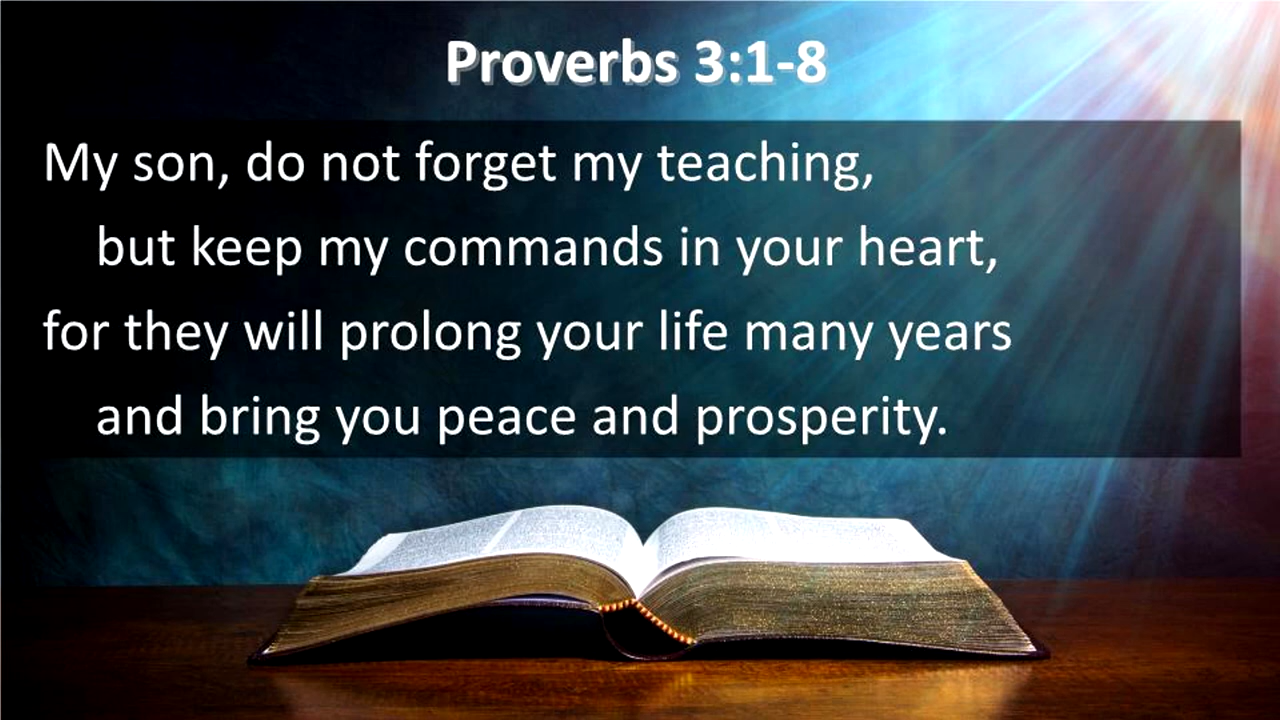 Proverbs 3:1-8
My son, do not forget my teaching,
but keep my commands in your heart,
for they will prolong your life many years
and bring you peace and prosperity.